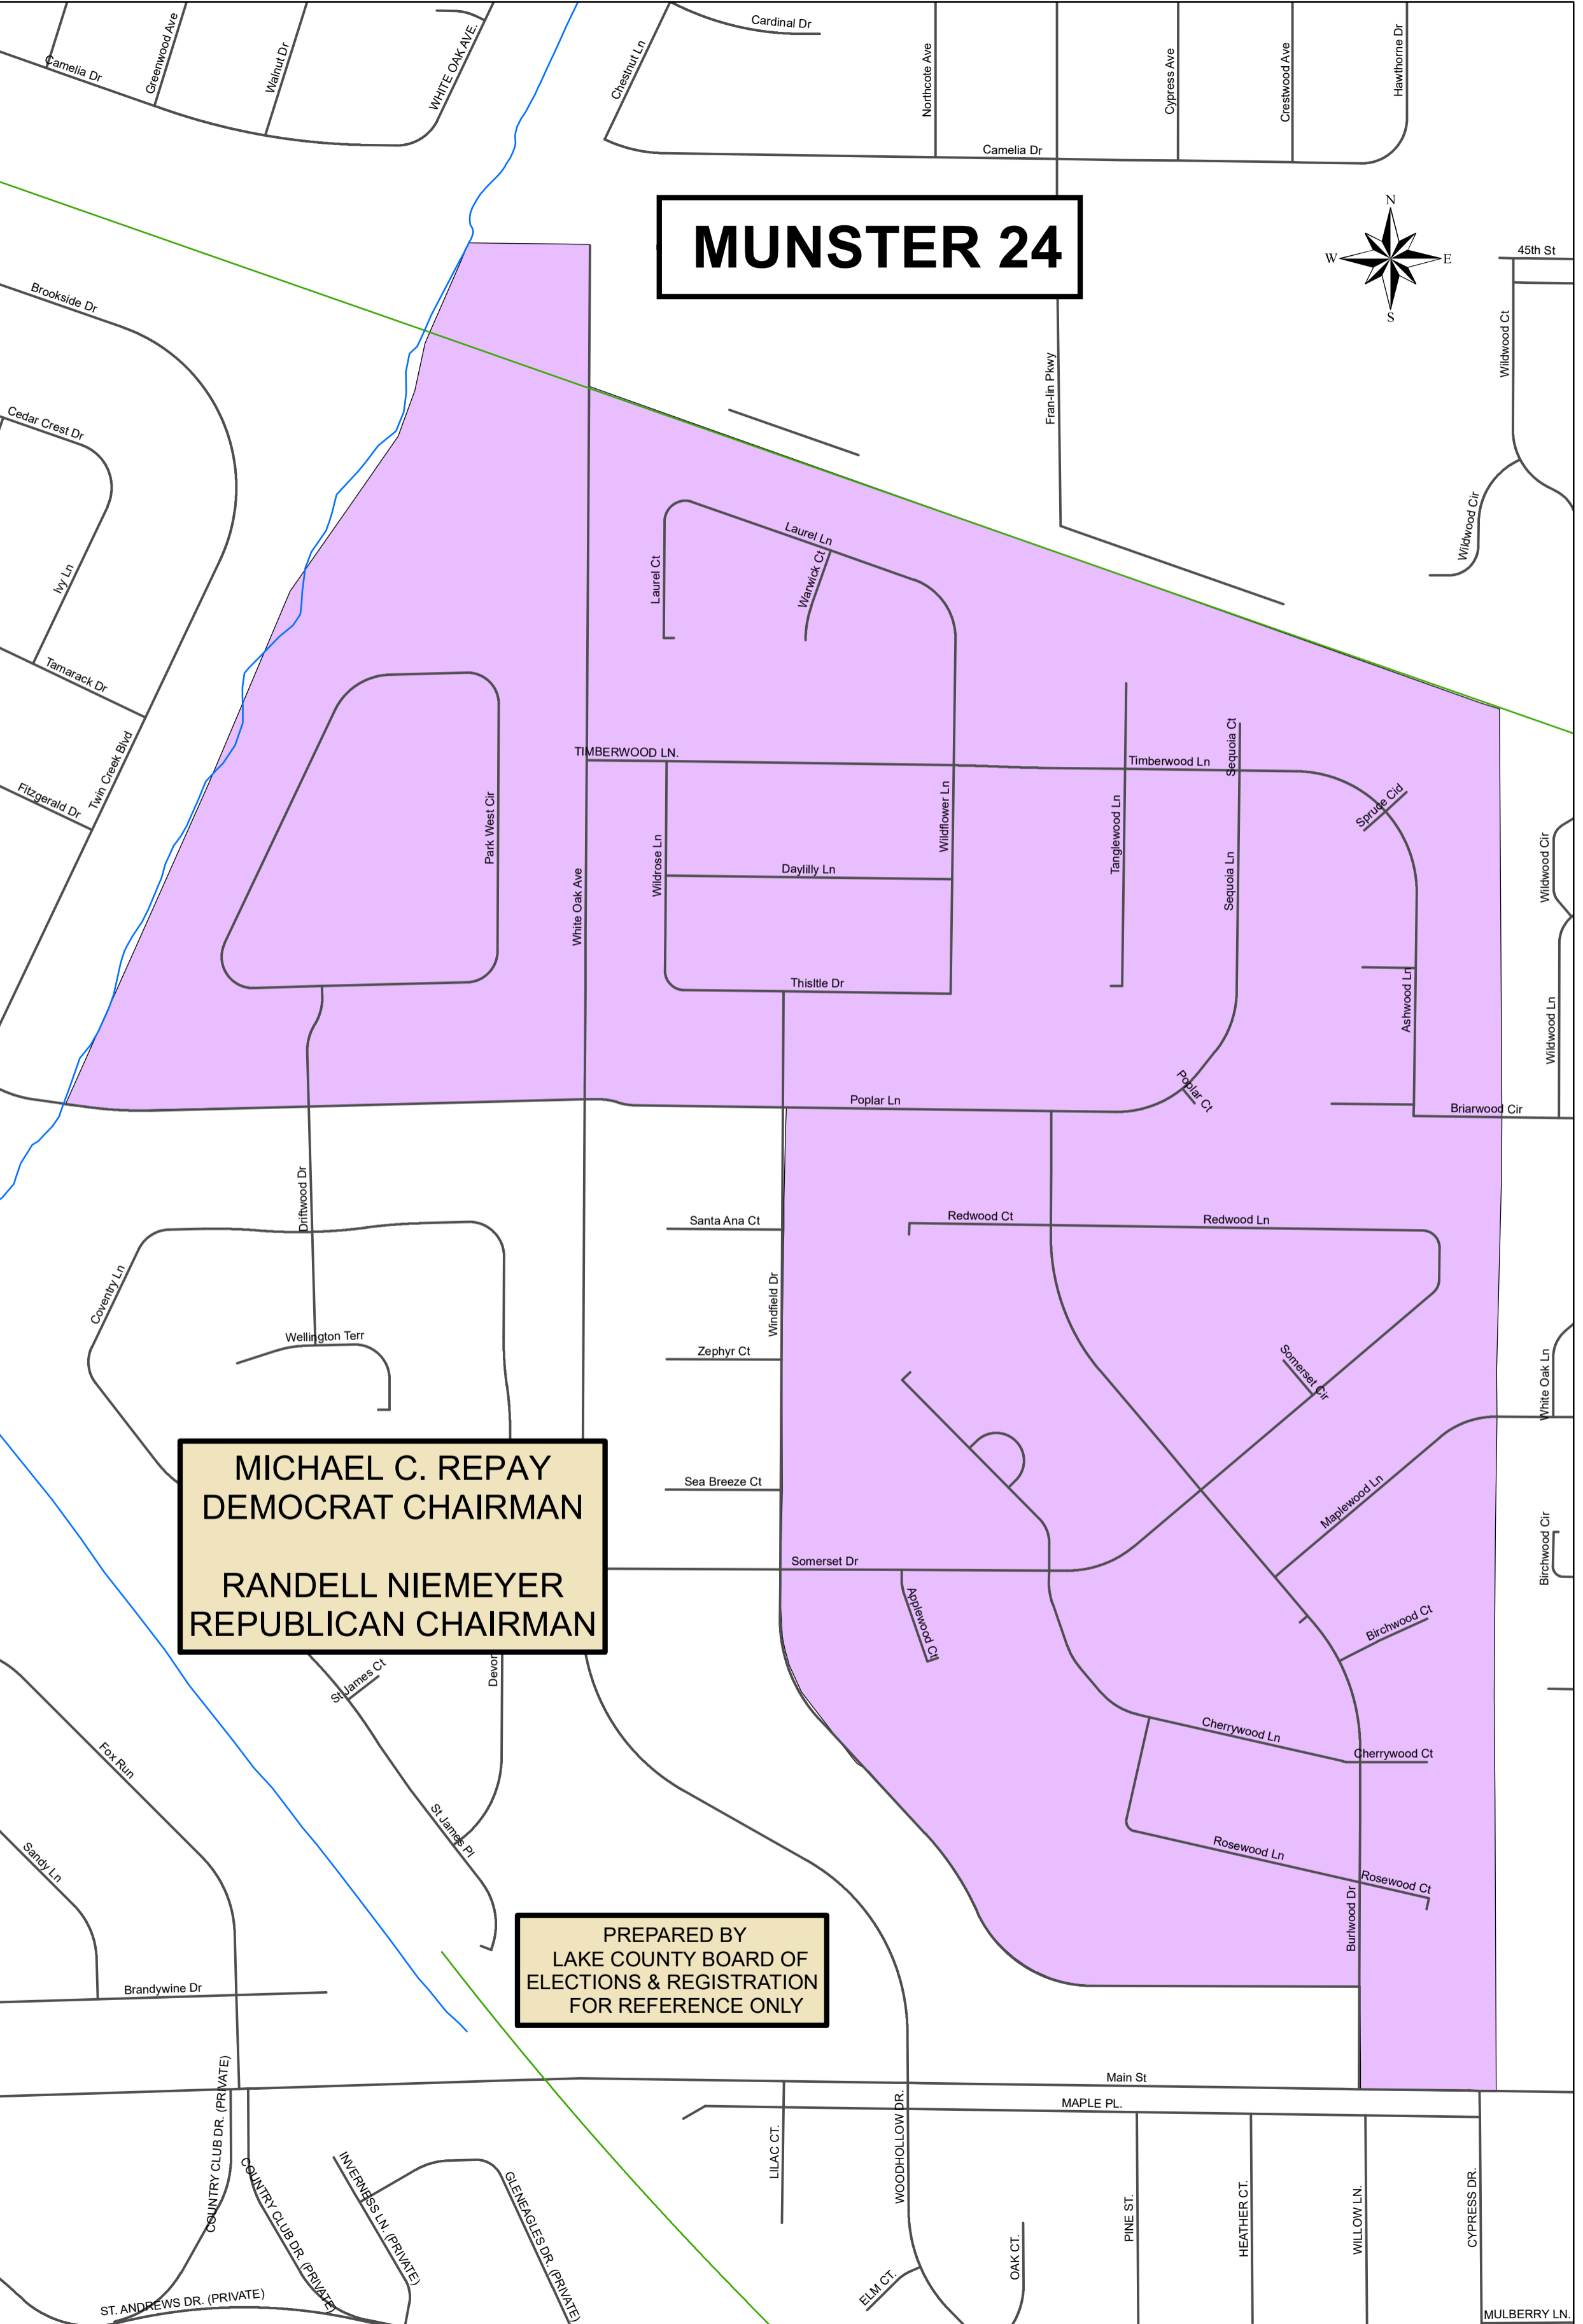 Cardinal Dr
Greenwood Ave
Walnut Dr
WHITE OAK AVE.
Chestnut Ln
Camelia Dr
Northcote Ave
Cypress Ave
Crestwood Ave
Hawthorne Dr
Camelia Dr
MUNSTER 24
N
W
E
S
45th St
Brookside Dr
Wildwood Ct
Fran-lin Pkwy
Cedar Crest Dr
Wildwood Cir
Laurel Ln
Laurel Ct
Warwick Ct
Ivy Ln
Tamarack Dr
Twin Creek Blvd
Fitzgerald Dr
TIMBERWOOD LN.
Timberwood Ln
Sequoia Ct
Spruce Cid
Park West Cir
White Oak Ave
Wildrose Ln
Wildflower Ln
Daylilly Ln
Tanglewood Ln
Sequoia Ln
Wildwood Cir
Thisltle Dr
Ashwood Ln
Wildwood Ln
Poplar Ln
Poplar Ct
Briarwood Cir
Driftwood Dr
Santa Ana Ct
Redwood Ct
Redwood Ln
Coventry Ln
Windfield Dr
Wellington Terr
Zephyr Ct
Somerset Cir
White Oak Ln
MICHAEL C. REPAY
DEMOCRAT CHAIRMAN
RANDELL NIEMEYER
REPUBLICAN CHAIRMAN
Sea Breeze Ct
Maplewood Ln
Birchwood Cir
Somerset Dr
Applewood Ct
Birchwood Ct
St James Ct
Devon
Cherrywood Ln
Cherrywood Ct
Fox Run
St James Pl
Sandy Ln
Rosewood Ln
Rosewood Ct
Burlwood Dr
PREPARED BY
LAKE COUNTY BOARD OF
ELECTIONS & REGISTRATION
FOR REFERENCE ONLY
Brandywine Dr
Main St
MAPLE PL.
COUNTRY CLUB DR. (PRIVATE)
COUNTRY CLUB DR. (PRIVATE)
INVERNESS LN. (PRIVATE)
GLENEAGLES DR. (PRIVATE)
LILAC CT.
WOODHOLLOW DR.
PINE ST.
HEATHER CT.
WILLOW LN.
CYPRESS DR.
OAK CT.
ELM CT.
ST. ANDREWS DR. (PRIVATE)
MULBERRY LN.